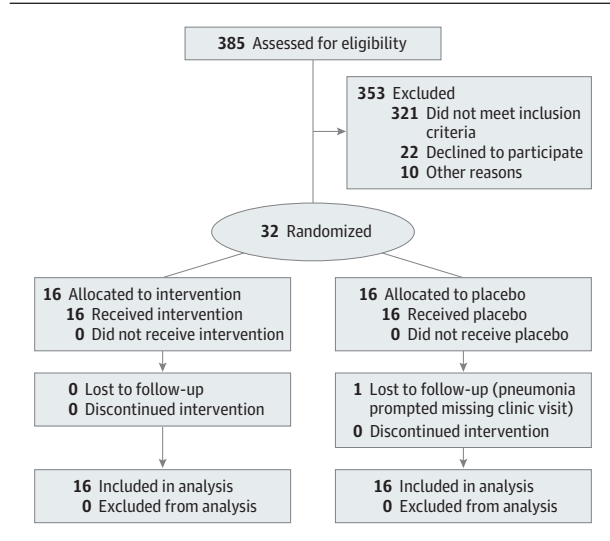 385 Assessed for eligibility
353 Excluded
321 Did not meet inclusion
criteria
22 Declined to participate
10 Other reasons
32 Randomized
16 Allocated to intervention
16 Received intervention
0 Did not receive intervention
16 Allocated to placebo
16 Received placebo
0 Did not receive placebo
0 Lost to follow-up
0 Discontinued intervention
1 Lost to follow-up (pneumonia
prompted missing clinic visit)
0 Discontinued intervention
16 Included in analysis
0 Excluded from analysis
16 Included in analysis
0 Excluded from analysis